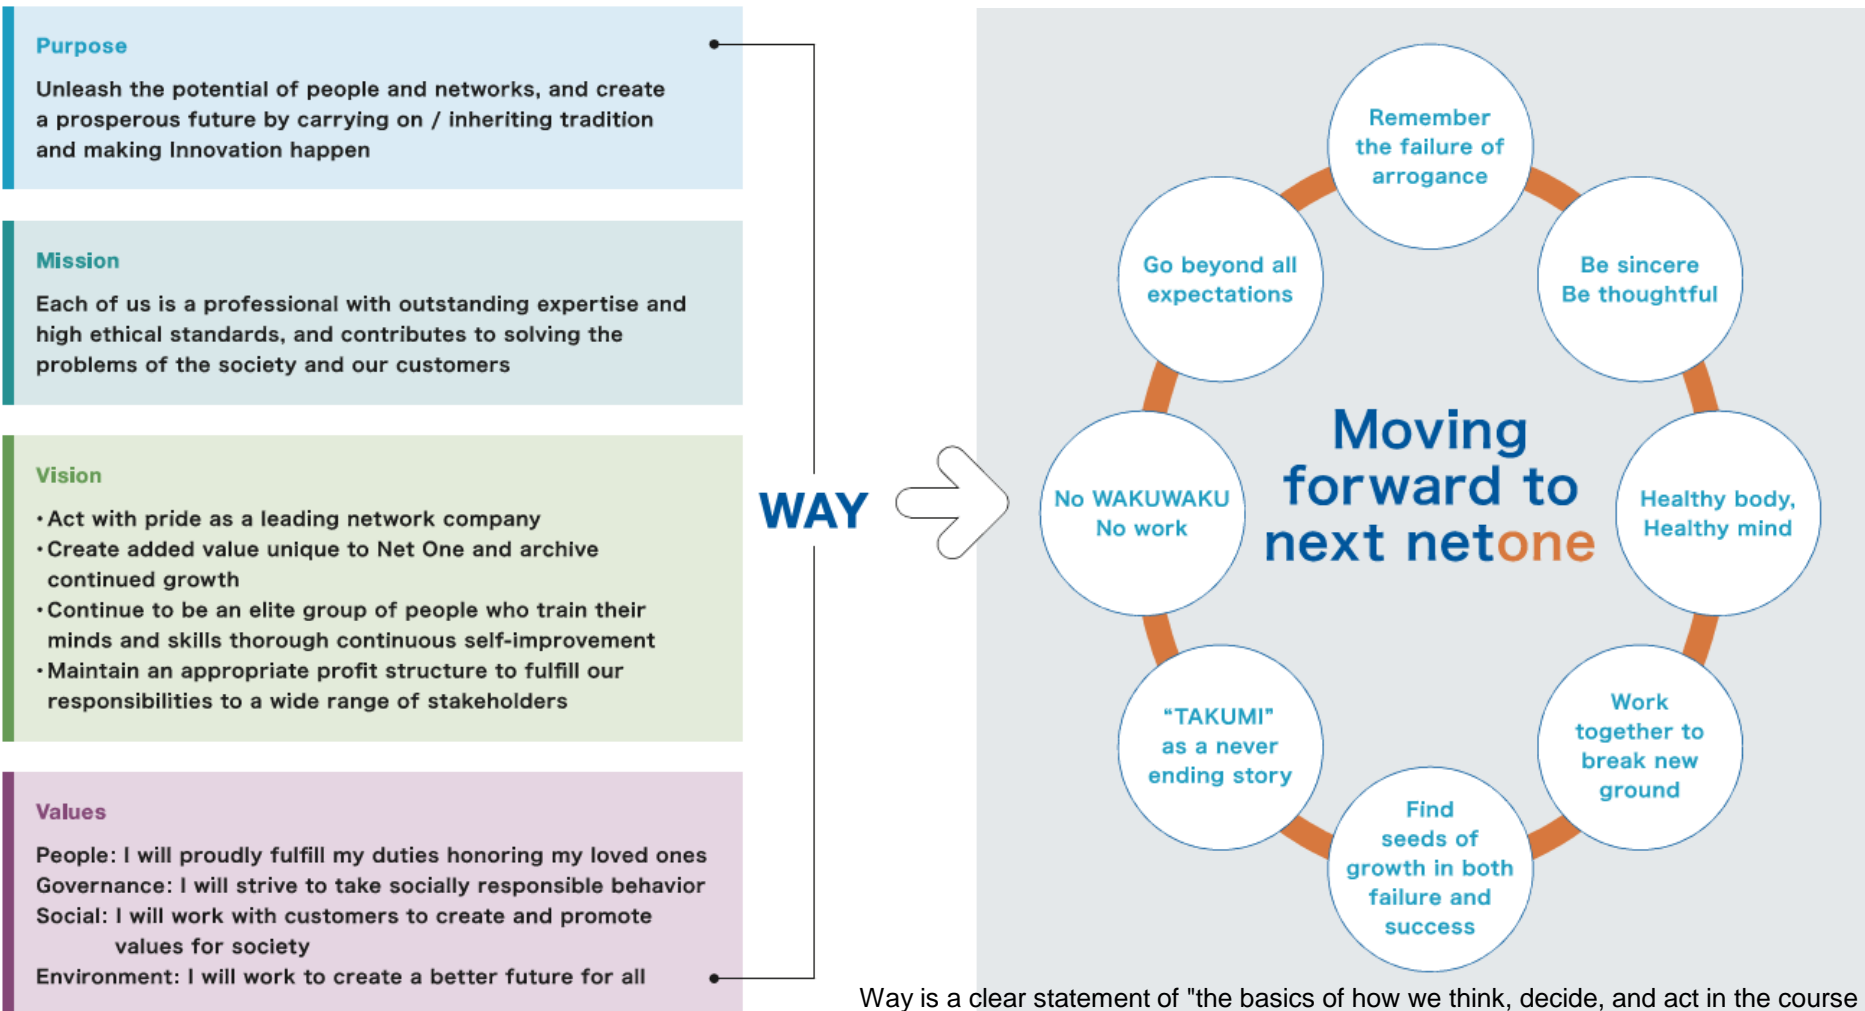 Purpose
Unleash the potential of people and networks, and create
a prosperous future by carrying on / inheriting tradition
and making Innovation happen
Mission
Each of us is a professional with outstanding expertise and
high ethical standards, and contributes to solving the
problems of the society and our customers
Vision
・Act with pride as a leading network company
・Create added value unique to Net One and archive
continued growth
・Continue to be an elite group of people who train their
minds and skills thorough continuous self-improvement
・Maintain an appropriate profit structure to fulfill our
responsibilities to a wide range of stakeholders
Values
People: I will proudly fulfill my duties honoring my loved ones
Governance: I will strive to take socially responsible behavior
Social: I will work with customers to create and promote
values for society
Environment: I will work to create a better future for all
WAY
Moving
forward to
next netone
Remember
the failure of
arrogance
Be sincere
Be thoughtful
Healthy body,
Healthy mind
Work
together to
break new
ground
Find
seeds of
growth in both
failure and
success
“TAKUMI”
as a never
ending story
No WAKUWAKU
No work
Go beyond all
expectations
Way is a clear statement of "the basics of how we think, decide, and act in the course